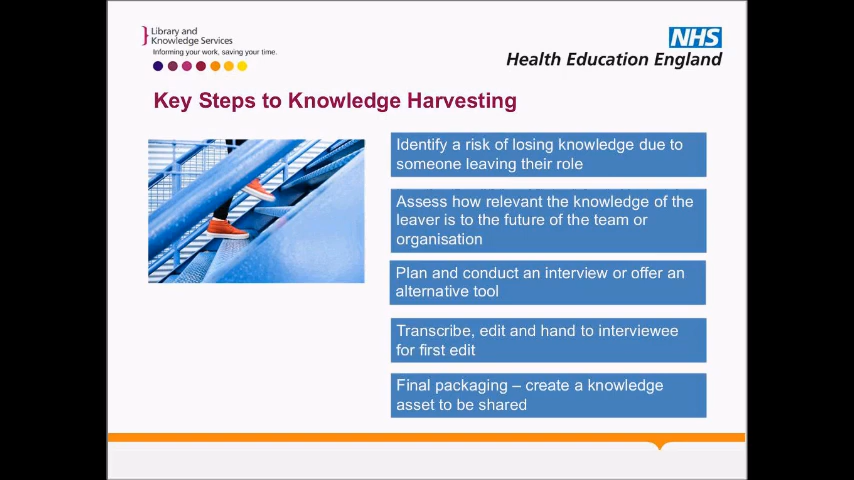 Library and
Knowledge Services
Informing your work, saving your time.
NHS
Health Education England
Key Steps to Knowledge Harvesting
Identify a risk of losing knowledge due to
someone leaving their role
Assess how relevant the knowledge of the
leaver is to the future of the team or
organisation
Plan and conduct an interview or offer an
alternative tool
Transcribe, edit and hand to interviewee
for first edit
Final packaging – create a knowledge
asset to be shared